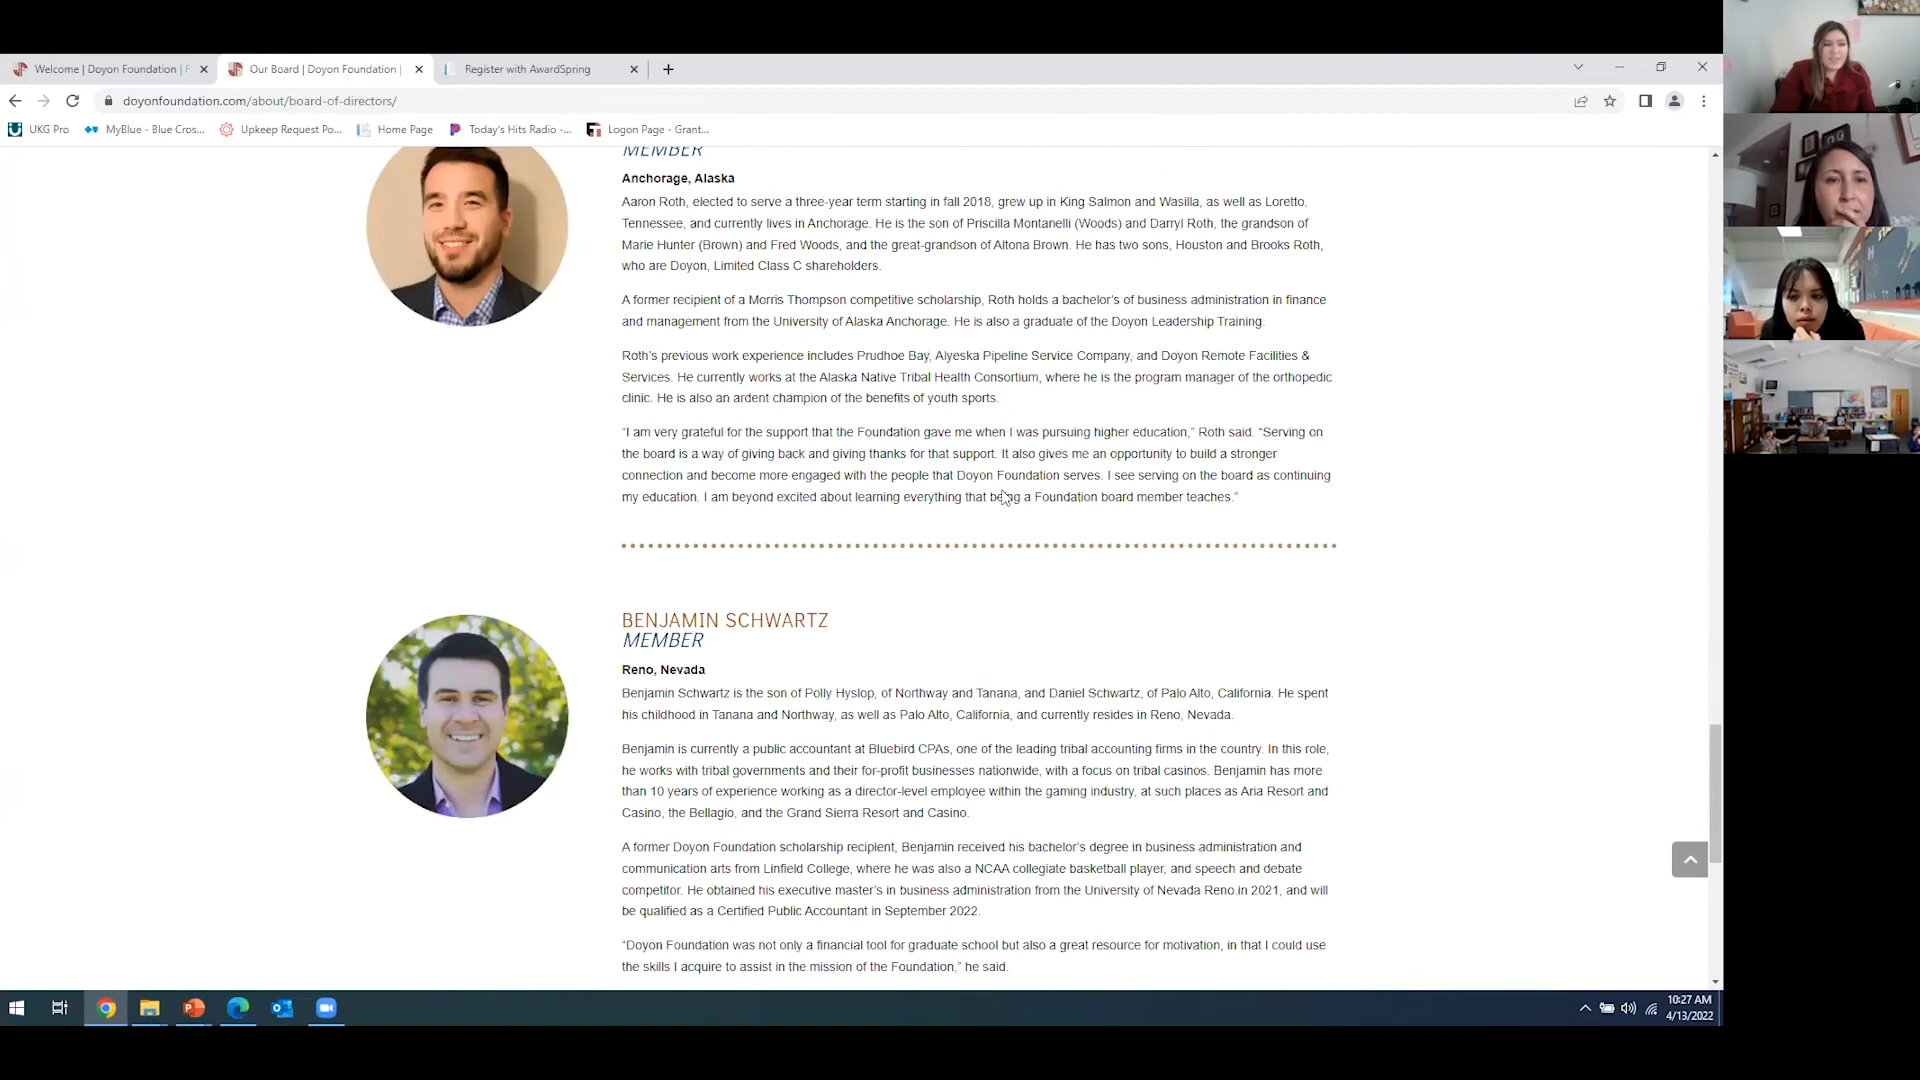 Welcome | Doyon Foundation | F
Our Board | Doyon Foundation |
Register with AwardSpring
doyonfoundation.com/about/board-of-directors/
UKG Pro
MyBlue - Blue Cros...
Upkeep Request Po...
Home Page
Today's Hits Radio -...
Logon Page - Grant...
MEMBER
Anchorage, Alaska
Aaron Roth, elected to serve a three-year term starting in fall 2018, grew up in King Salmon and Wasilla, as well as Loretto,
Tennessee, and currently lives in Anchorage. He is the son of Priscilla Montanelli (Woods) and Darryl Roth, the grandson of
Marie Hunter (Brown) and Fred Woods, and the great-grandson of Altona Brown. He has two sons, Houston and Brooks Roth,
who are Doyon, Limited Class C shareholders.
A former recipient of a Morris Thompson competitive scholarship, Roth holds a bachelor's of business administration in finance
and management from the University of Alaska Anchorage. He is also a graduate of the Doyon Leadership Training.
Roth's previous work experience includes Prudhoe Bay, Alyeska Pipeline Service Company, and Doyon Remote Facilities &
Services. He currently works at the Alaska Native Tribal Health Consortium, where he is the program manager of the orthopedic
clinic. He is also an ardent champion of the benefits of youth sports.
“I am very grateful for the support that the Foundation gave me when I was pursuing higher education,” Roth said. “Serving on
the board is a way of giving back and giving thanks for that support. It also gives me an opportunity to build a stronger
connection and become more engaged with the people that Doyon Foundation serves. I see serving on the board as continuing
my education. I am beyond excited about learning everything that being a Foundation board member teaches.”
BENJAMIN SCHWARTZ
MEMBER
Reno, Nevada
Benjamin Schwartz is the son of Polly Hyslop, of Northway and Tanana, and Daniel Schwartz, of Palo Alto, California. He spent
his childhood in Tanana and Northway, as well as Palo Alto, California, and currently resides in Reno, Nevada.
Benjamin is currently a public accountant at Bluebird CPAs, one of the leading tribal accounting firms in the country. In this role,
he works with tribal governments and their for-profit businesses nationwide, with a focus on tribal casinos. Benjamin has more
than 10 years of experience working as a director-level employee within the gaming industry, at such places as Aria Resort and
Casino, the Bellagio, and the Grand Sierra Resort and Casino.
A former Doyon Foundation scholarship recipient, Benjamin received his bachelor's degree in business administration and
communication arts from Linfield College, where he was also a NCAA collegiate basketball player, and speech and debate
competitor. He obtained his executive master's in business administration from the University of Nevada Reno in 2021, and will
be qualified as a Certified Public Accountant in September 2022.
“Doyon Foundation was not only a financial tool for graduate school but also a great resource for motivation, in that I could use
the skills I acquire to assist in the mission of the Foundation,” he said.
10:27 AM
4/13/2022